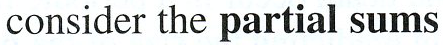 consider the partial sums